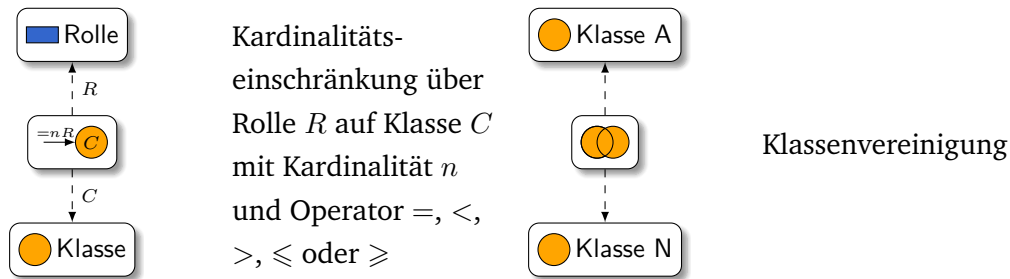 Rolle
R
=n R
C
C
Klasse
Kardinalitäts-
einschränkung über
Rolle R auf Klasse C
mit Kardinalität n
und Operator =, <,
>, ⩽ oder ⩾
Klasse A
Klasse N
Klassenvereinigung